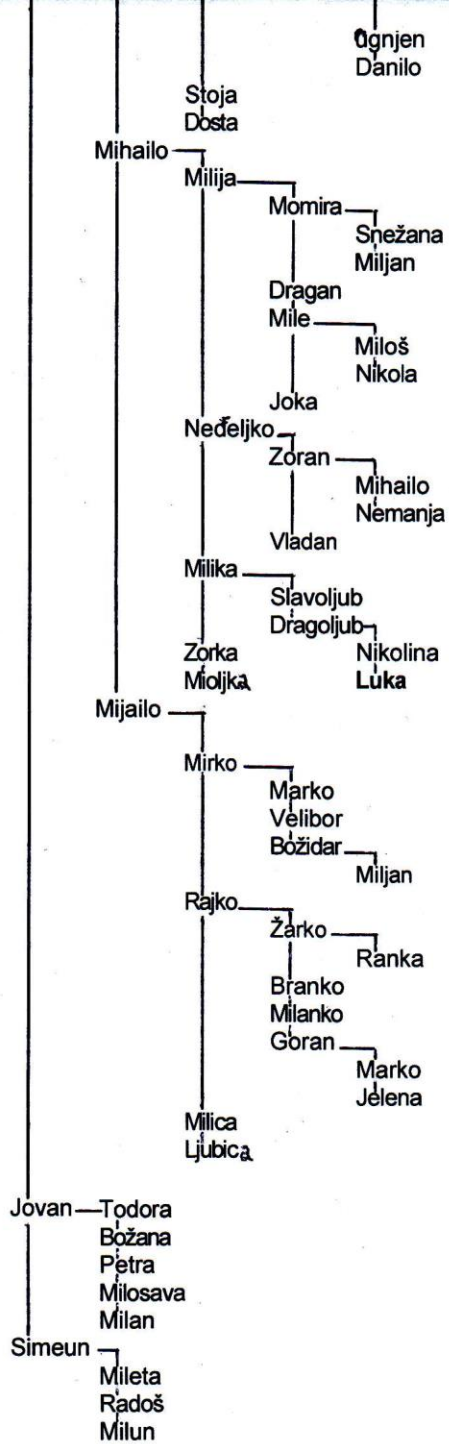 Ognjen
Danilo
Stoja
Dosta
Mihailo
Milija
Momira
Snežana
Miljan
Dragan
Mile
Miloš
Nikola
Joka
Neđeljko
Zoran
Mihailo
Nemanja
Vladan
Milika
Slavoljub
Dragoljub
Zorka
Nikolina
Miolјka
Luka
Mijailo
Mirko
Marko
Velibor
Božidar
Miljan
Rajko
Žarko
Ranka
Branko
Milanko
Goran
Marko
Jelena
Milica
Ljubica
Jovan Todora
Božana
Petra
Milosava
Milan
Simeun
Mileta
Radoš
Milun